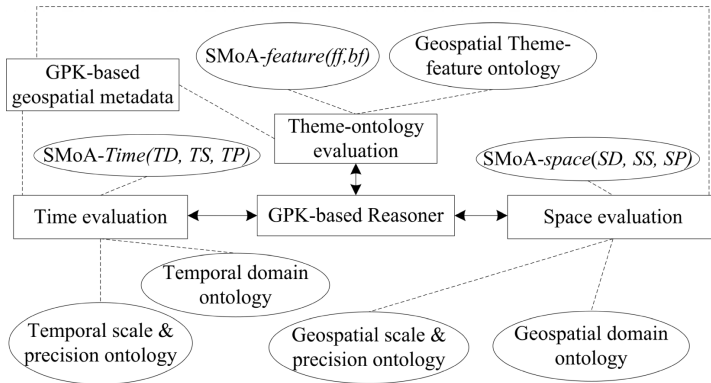 SMoA-feature(ff,bf)
Geospatial Theme-
feature ontology
GPK-based
geospatial metadata
Theme-ontology
evaluation
SMoA-Time(TD, TS, TP)
SMoA-space(SD, SS, SP)
Time evaluation
GPK-based Reasoner
Space evaluation
Temporal domain
ontology
Temporal scale &
precision ontology
Geospatial scale &
precision ontology
Geospatial domain
ontology